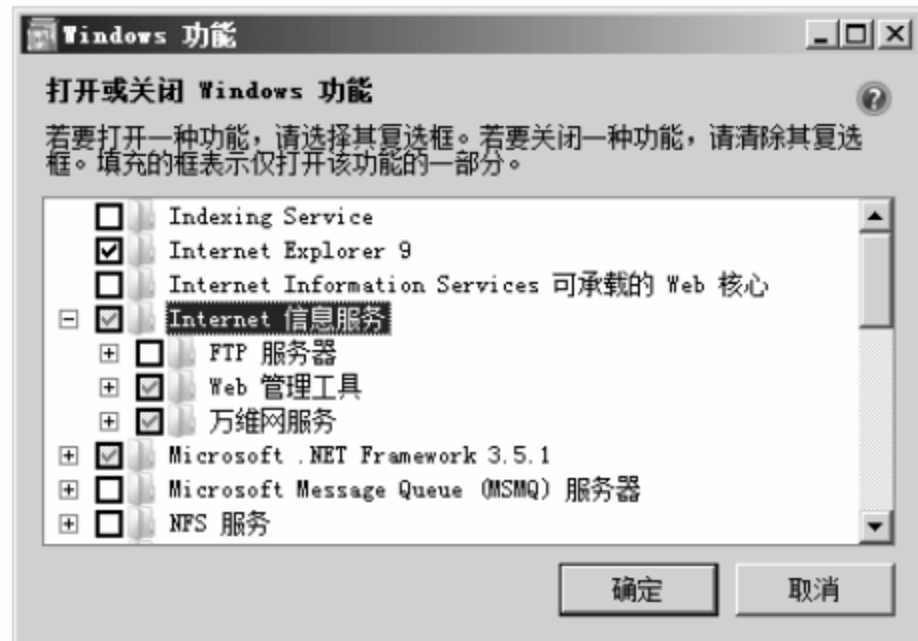 Windows 功能
打开或关闭 Windows 功能
若要打开一种功能，请选择其复选框。若要关闭一种功能，请清除其复选
框。填充的框表示仅打开该功能的一部分。
Indexing Service
Internet Explorer 9
Internet Information Services 可承载的 Web 核心
Internet 信息服务
FTP 服务器
Web 管理工具
万维网服务
Microsoft .NET Framework 3.5.1
Microsoft Message Queue (MSMQ) 服务器
NFS 服务
确定
取消